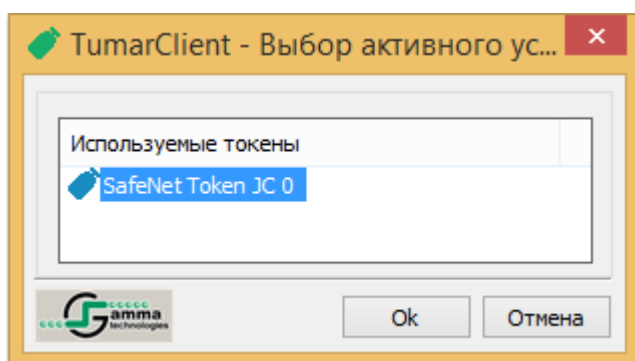 TumarClient - Выбор активного ус...
Используемые токены
SafeNet Token JC 0
Gamma
technologies
Ok
Отмена